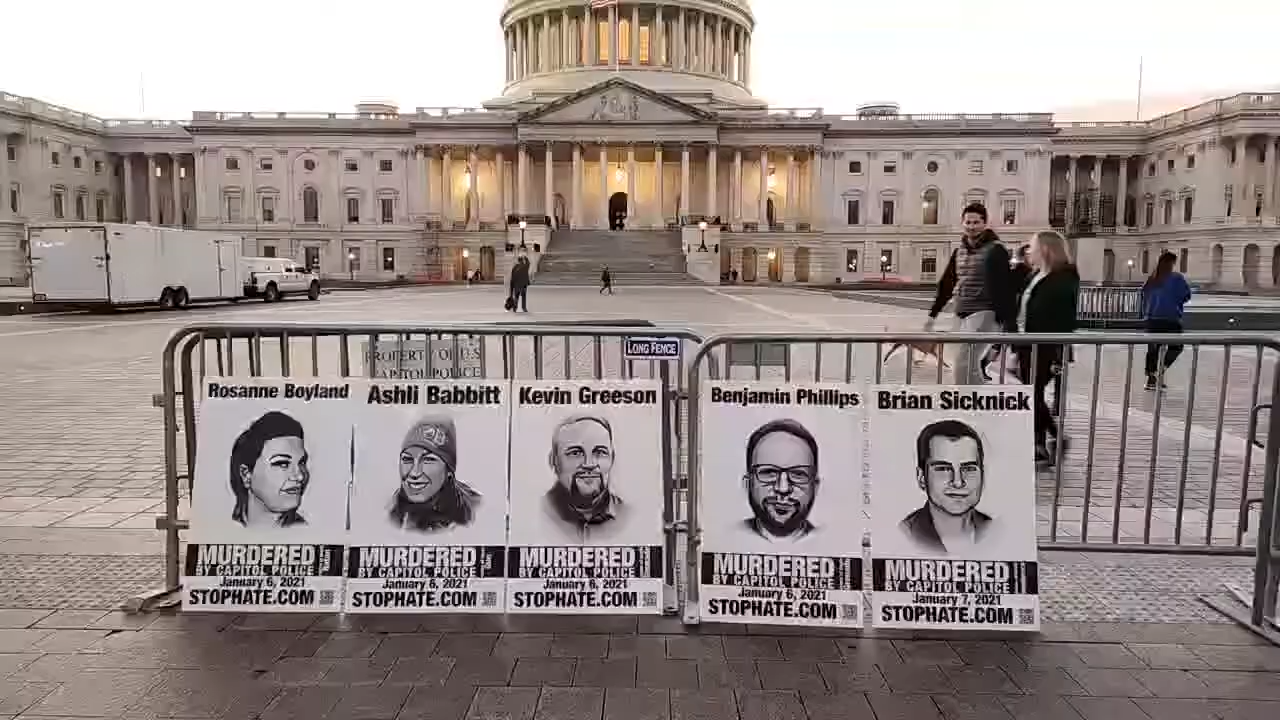 PROPERTY OF U.S
CAPITOL POLICE
LONG FENCE
Rosanne Boyland
MURDERED
BY CAPITOL POLICE
January 6, 2021
STOPHATE.COM
Ashli Babbitt
MURDERED
BY CAPITOL POLICE
January 6, 2021
STOPHATE.COM
Kevin Greeson
MURDERED
BY CAPITOL POLICE
January 6, 2021
STOPHATE.COM
Benjamin Phillips
MURDERED
BY CAPITOL POLICE
January 6, 2021
STOPHATE.COM
Brian Sicknick
MURDERED
BY CAPITOL POLICE
January 7, 2021
STOPHATE.COM